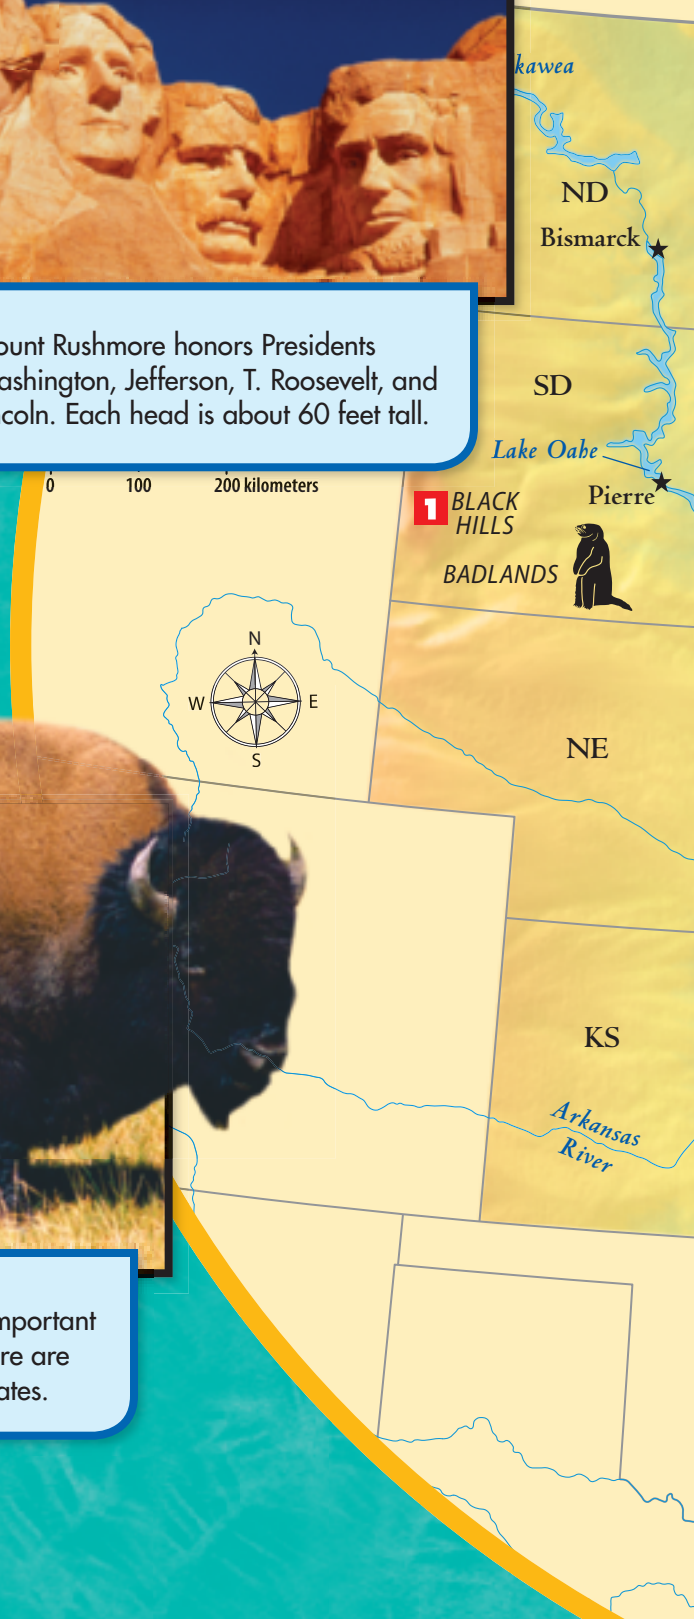 kawea
ND
Bismarck
ount Rushmore honors Presidents
ashington, Jefferson, T. Roosevelt, and
coln. Each head is about 60 feet tall.
SD
Lake Oahe
Pierre
0 100 200 kilometers
1 BLACK
HILLS
BADLANDS
N
W E
S
NE
KS
Arkansas
River
mportant
re are
ates.